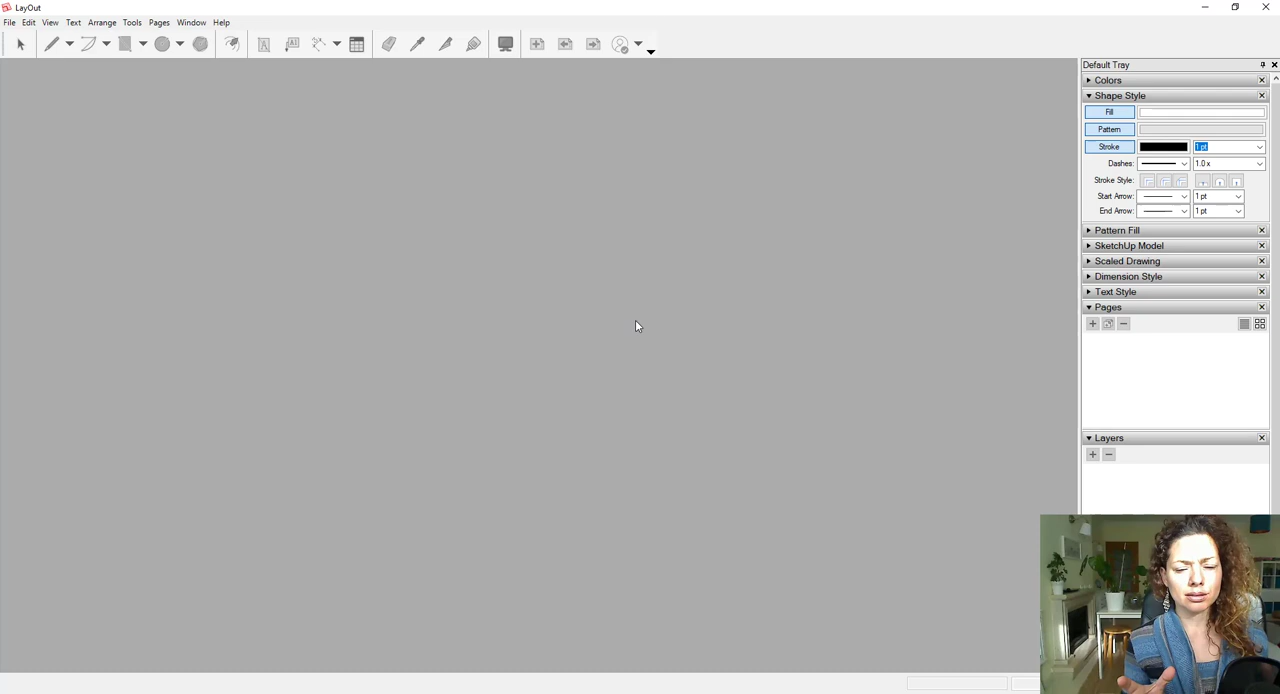 LayOut
File Edit View Text Arrange Tools Pages Window Help
Default Tray
Colors
Shape Style
Fill
Pattern
Stroke 1 pt
Dashes: 1.0 x
Stroke Style:
Start Arrow: 1 pt
End Arrow: 1 pt
Pattern Fill
SketchUp Model
Scaled Drawing
Dimension Style
Text Style
Pages
Layers